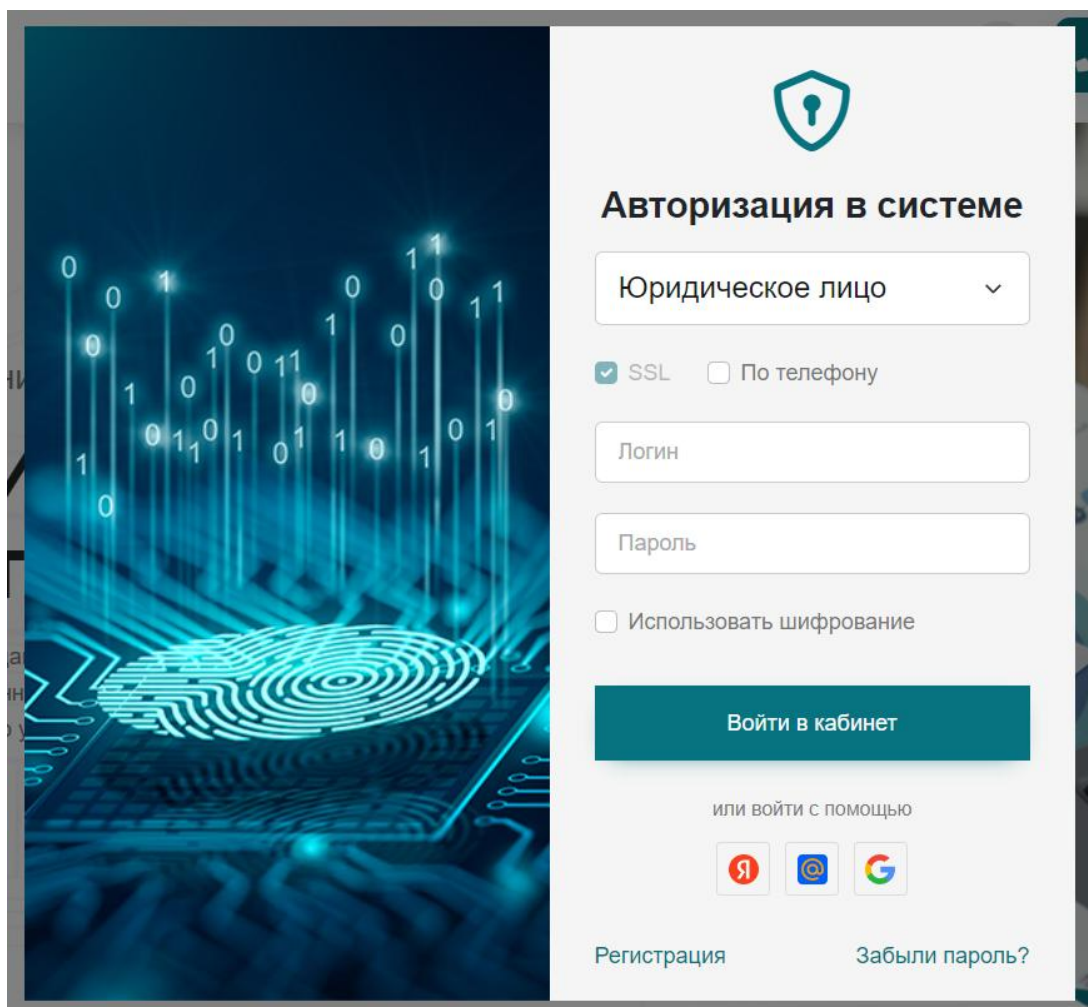 Авторизация в системе
Юридическое лицо
SSL По телефону
Логин
Пароль
Использовать шифрование
Войти в кабинет
или войти с помощью
Регистрация Забыли пароль?